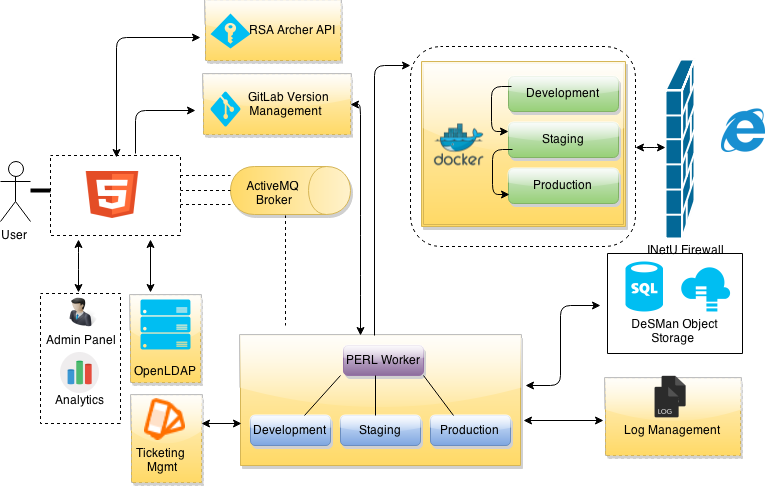 RSA Archer API
GitLab Version
Management
ActiveMQ
Broker
User
5
Admin Panel
Analytics
OpenLDAP
Ticketing
Mgmt
PERL Worker
Development
Staging
Production
docker
Development
Staging
Production
INetU Firewall
SQL
DeSMan Object
Storage
LOG
Log Management